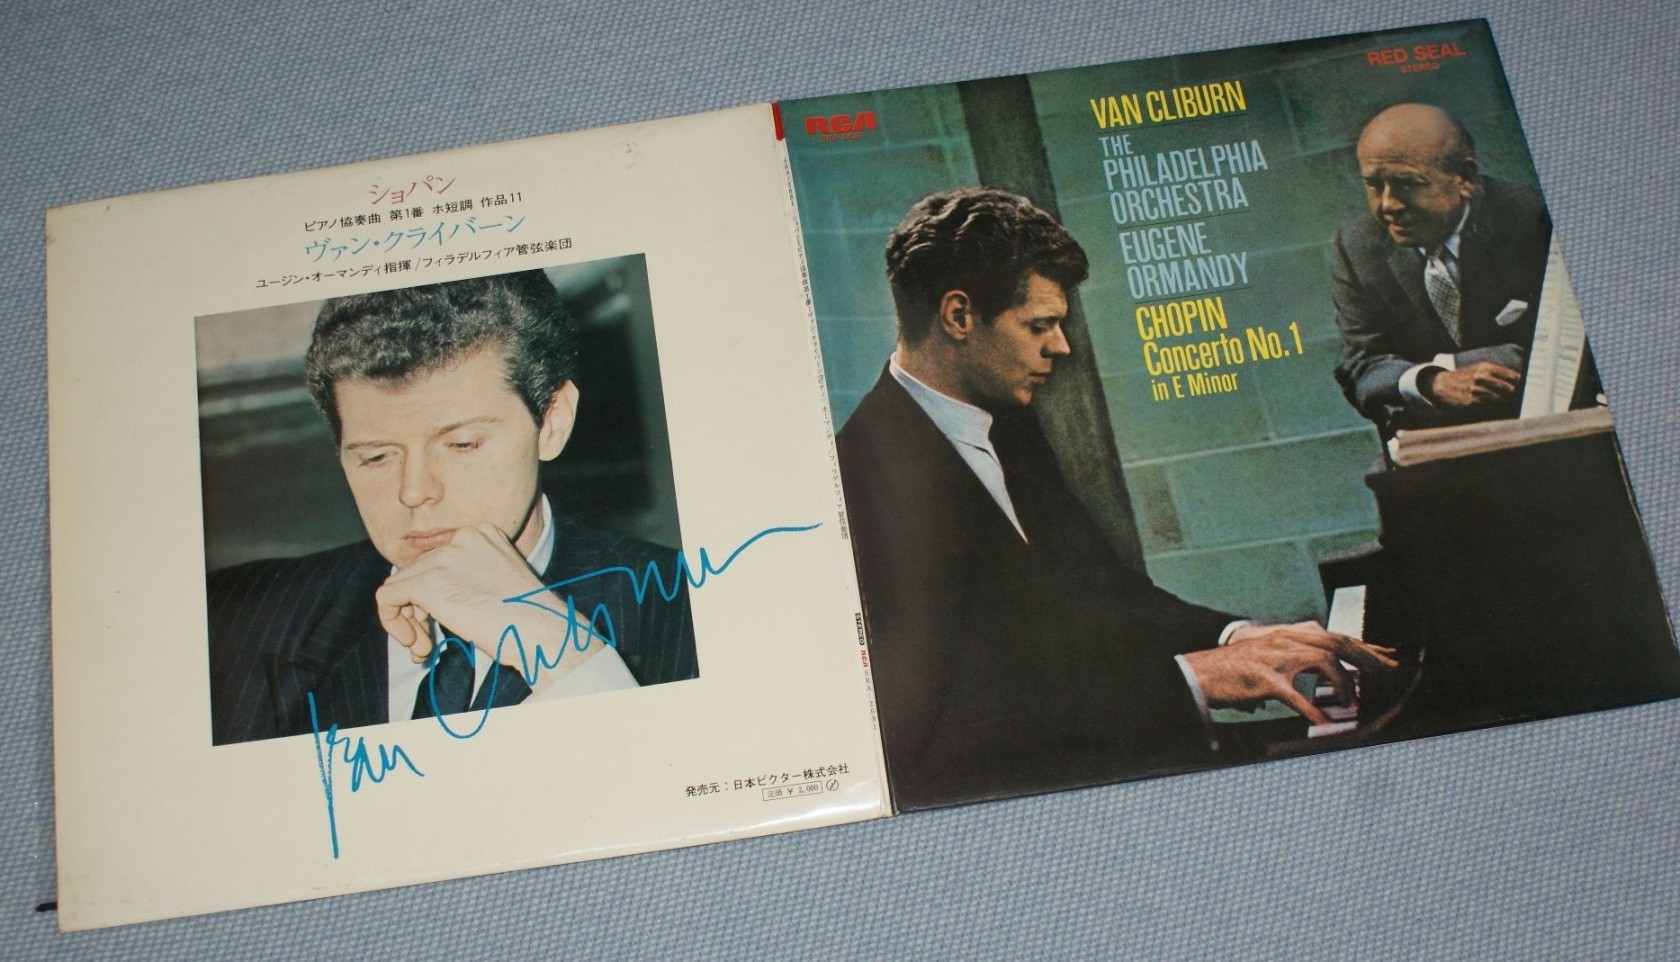 ショパン
ピアノ協奏曲 第1番 ホ短調 作品11
ヴァン・クライバーン
ユージン・オーマンディ指揮/フィラデルフィア管弦楽団
Van Cliburn
発売元:日本ビクター株式会社
定価 ¥2,000
RCA
RED SEAL
STEREO
VAN CLIBURN
THE
PHILADELPHIA
ORCHESTRA
EUGENE
ORMANDY
CHOPIN
Concerto No.1
in E Minor